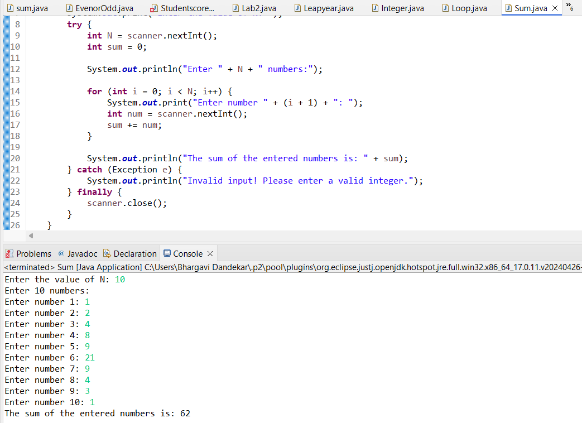 sum.java EvenorOdd.java Studentscore... Lab2.java Leapyear.java Integer.java Loop.java Sum.java
8 try {
9 int N = scanner.nextInt();
10 int sum = 0;
11
12 System.out.println("Enter " + N + " numbers:");
13
14 for (int i = 0; i < N; i++) {
15 System.out.print("Enter number " + (i + 1) + ": ");
16 int num = scanner.nextInt();
17 sum += num;
18 }
19
20 System.out.println("The sum of the entered numbers is: " + sum);
21 } catch (Exception e) {
22 System.out.println("Invalid input! Please enter a valid integer.");
23 } finally {
24 scanner.close();
25 }
26 }
Problems Javadoc Declaration Console
<terminated> Sum [Java Application] C:\Users\Bhargavi Dandekar\.p2\pool\plugins\org.eclipse.justj.openjdk.hotspot.jre.full.win32.x86_64_17.0.11.v20240426-
Enter the value of N: 10
Enter 10 numbers:
Enter number 1: 1
Enter number 2: 2
Enter number 3: 4
Enter number 4: 8
Enter number 5: 9
Enter number 6: 21
Enter number 7: 9
Enter number 8: 4
Enter number 9: 3
Enter number 10: 1
The sum of the entered numbers is: 62